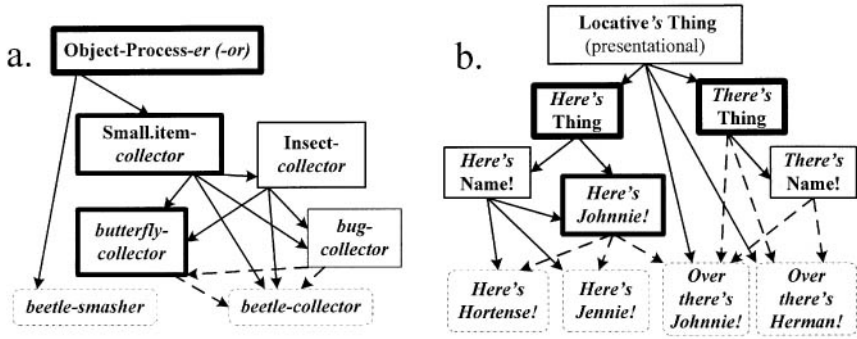 a.
Object-Process-er (-or)
Small.item-
collector
Insect-
collector
butterfly-
collector
bug-
collector
beetle-smasher
beetle-collector
b.
Locative's Thing
(presentational)
Here's
Thing
There's
Thing
Here's
Name!
There's
Name!
Here's
Johnnie!
Here's
Hortense!
Here's
Jennie!
Over
there's
Johnnie!
Over
there's
Herman!